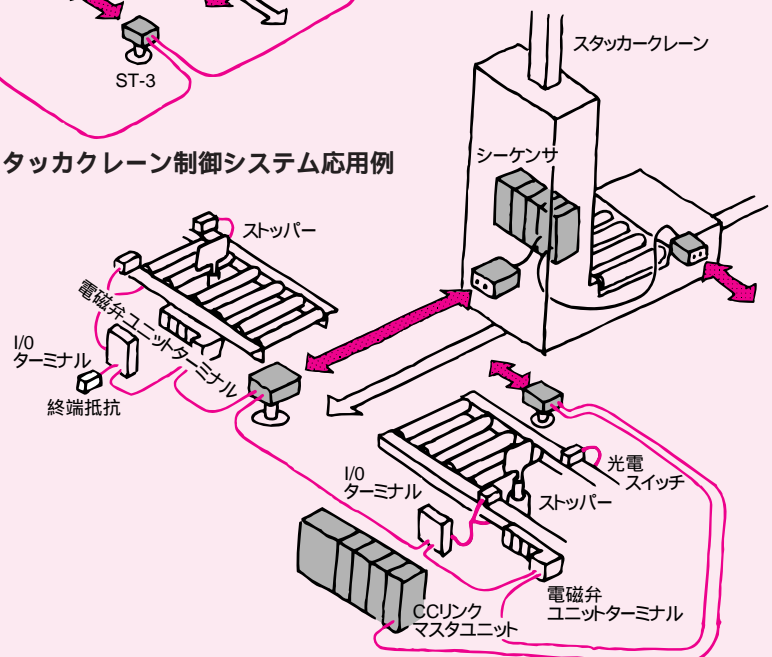 ST-3
スタッカークレーン
タッカクレーン制御システム応用例
シーケンサ
ストッパー
電磁弁ユニットターミナル
I/0
ターミナル
終端抵抗
光電
スイッチ
I/0
ターミナル
ストッパー
電磁弁
ユニットターミナル
CCリンク
マスタユニット